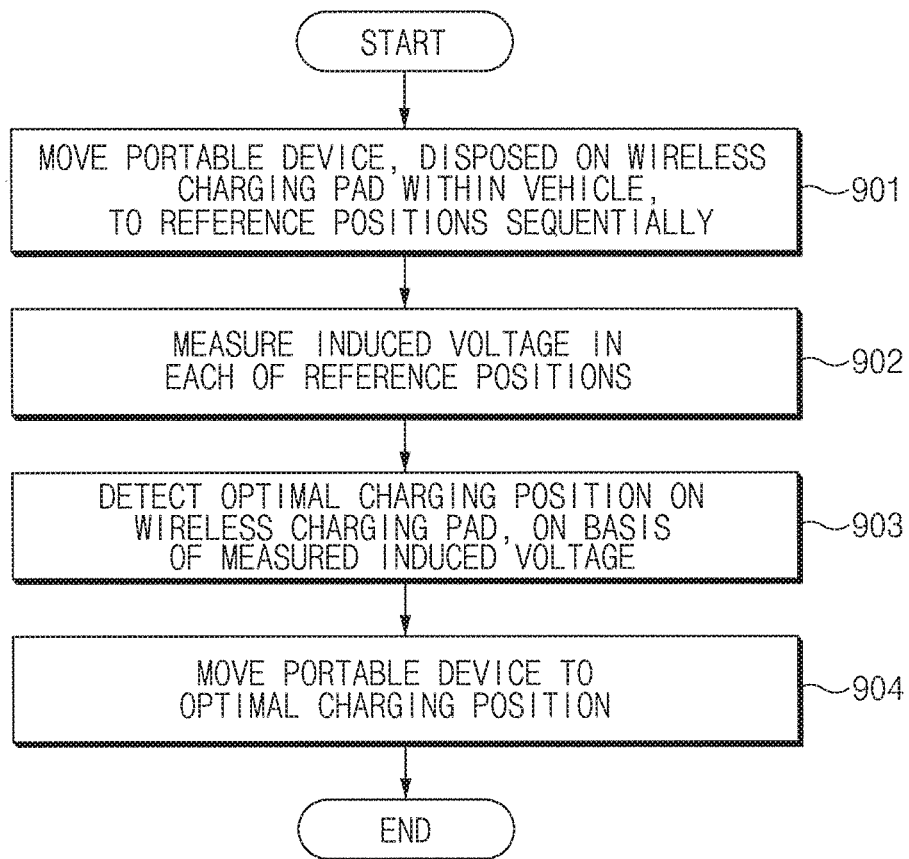 START
MOVE PORTABLE DEVICE, DISPOSED ON WIRELESS
CHARGING PAD WITHIN VEHICLE,
TO REFERENCE POSITIONS SEQUENTIALLY
901
MEASURE INDUCED VOLTAGE IN
EACH OF REFERENCE POSITIONS
902
DETECT OPTIMAL CHARGING POSITION ON
WIRELESS CHARGING PAD, ON BASIS
OF MEASURED INDUCED VOLTAGE
903
MOVE PORTABLE DEVICE TO
OPTIMAL CHARGING POSITION
904
END